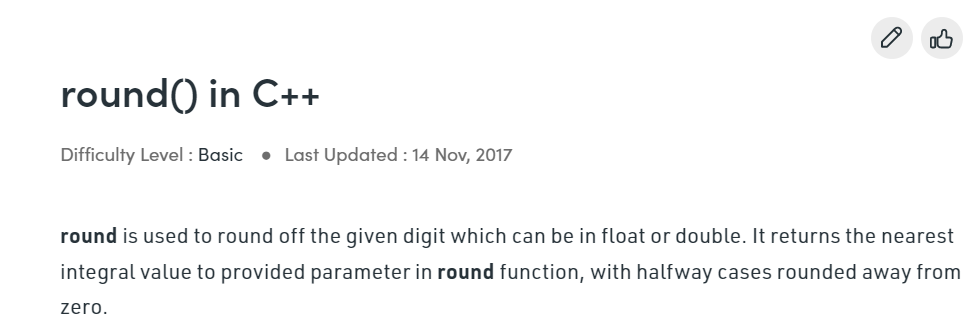 round() in C++
Difficulty Level : Basic ● Last Updated : 14 Nov, 2017
round is used to round off the given digit which can be in float or double. It returns the nearest
integral value to provided parameter in round function, with halfway cases rounded away from
zero.